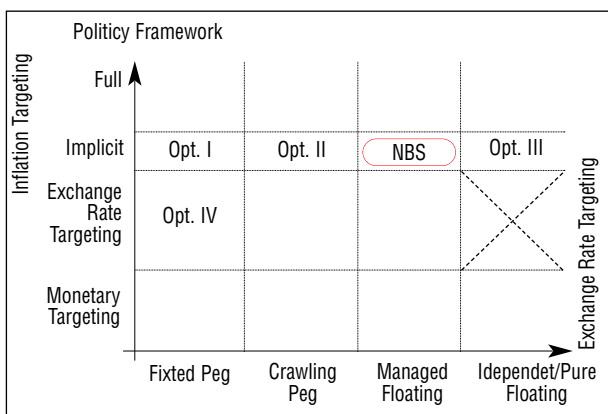 Politicy Framework
Inflation Targeting
Full
Implicit
Opt. I
Opt. II
NBS
Opt. III
Exchange
Rate
Targeting
Opt. IV
Monetary
Targeting
Exchange Rate Targeting
Fixted Peg
Crawling
Peg
Managed
Floating
Idependet/Pure
Floating